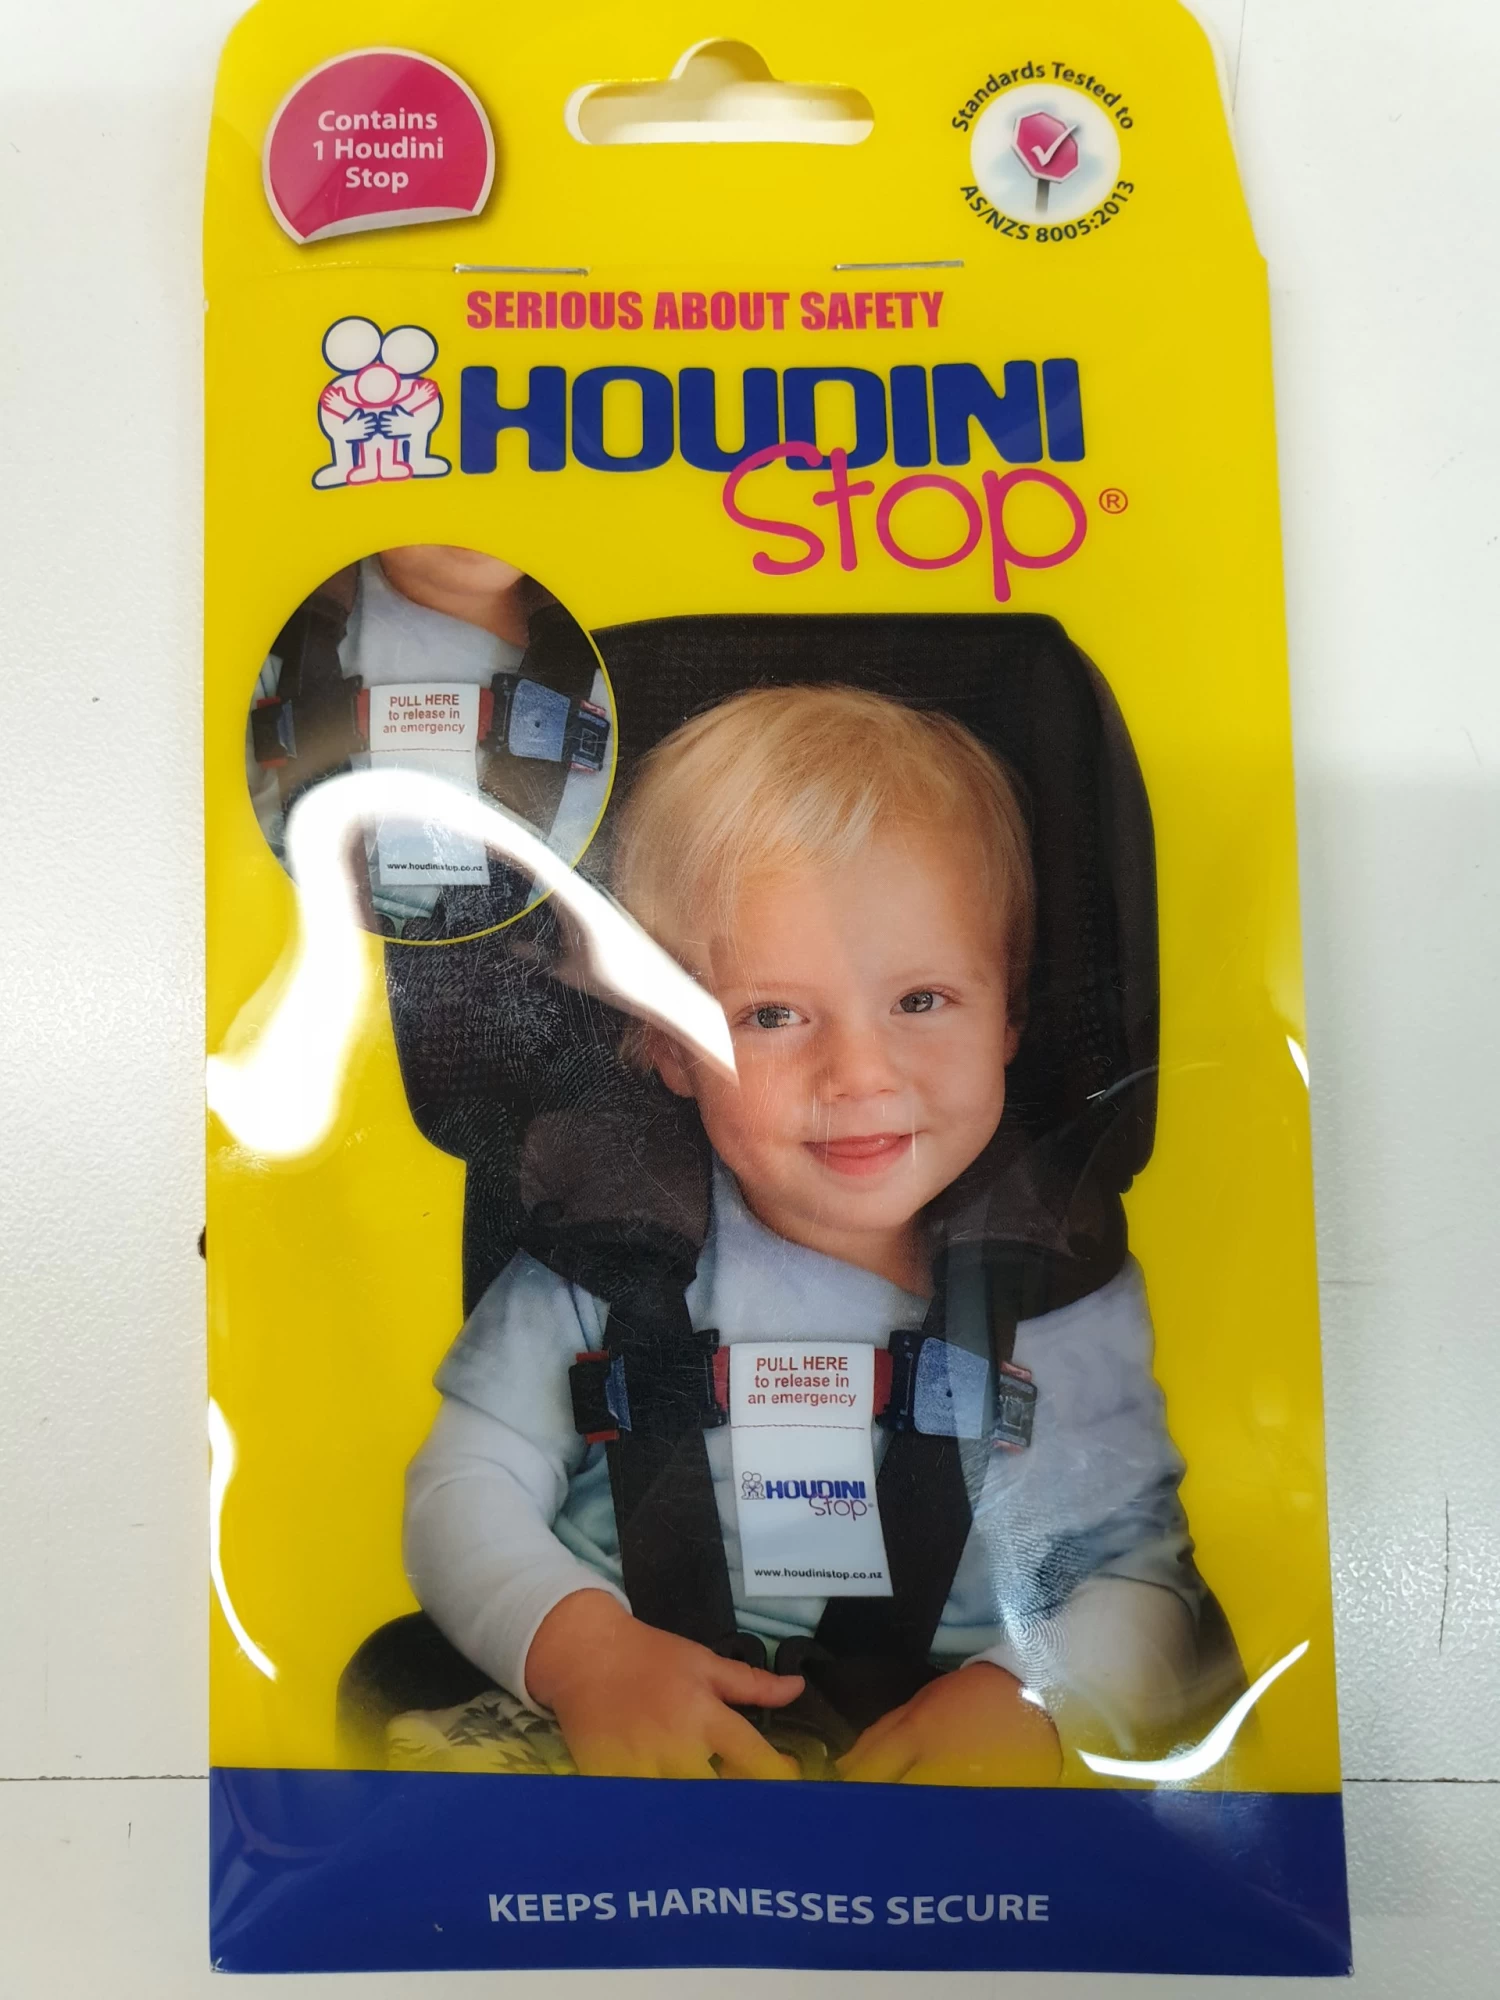 Contains
1 Houdini
Stop
Standards Tested to
AS/NZS 8005:2013
SERIOUS ABOUT SAFETY
HOUDINI
Stop®
PULL HERE
to release in
an emergency
www.houdinistop.co.nz
PULL HERE
to release in
an emergency
HOUDINI
Stop®
www.houdinistop.co.nz
KEEPS HARNESSES SECURE